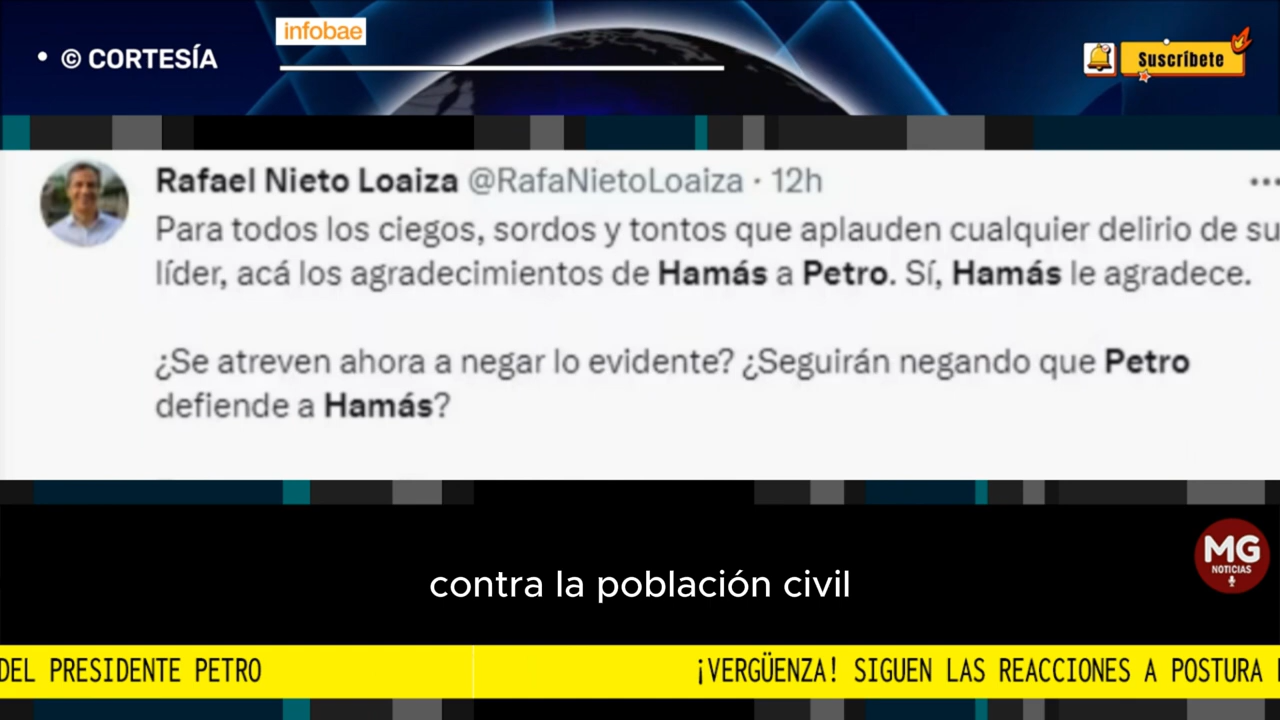 infobae
• © CORTESÍA
Suscríbete
Rafael Nieto Loaiza @RafaNietoLoaiza · 12h
Para todos los ciegos, sordos y tontos que aplauden cualquier delirio de su
líder, acá los agradecimientos de Hamás a Petro. Sí, Hamás le agradece.
¿Se atreven ahora a negar lo evidente? ¿Seguirán negando que Petro
defiende a Hamás?
MG
NOTICIAS
contra la población civil
DEL PRESIDENTE PETRO ¡VERGÜENZA! SIGUEN LAS REACCIONES A POSTURA